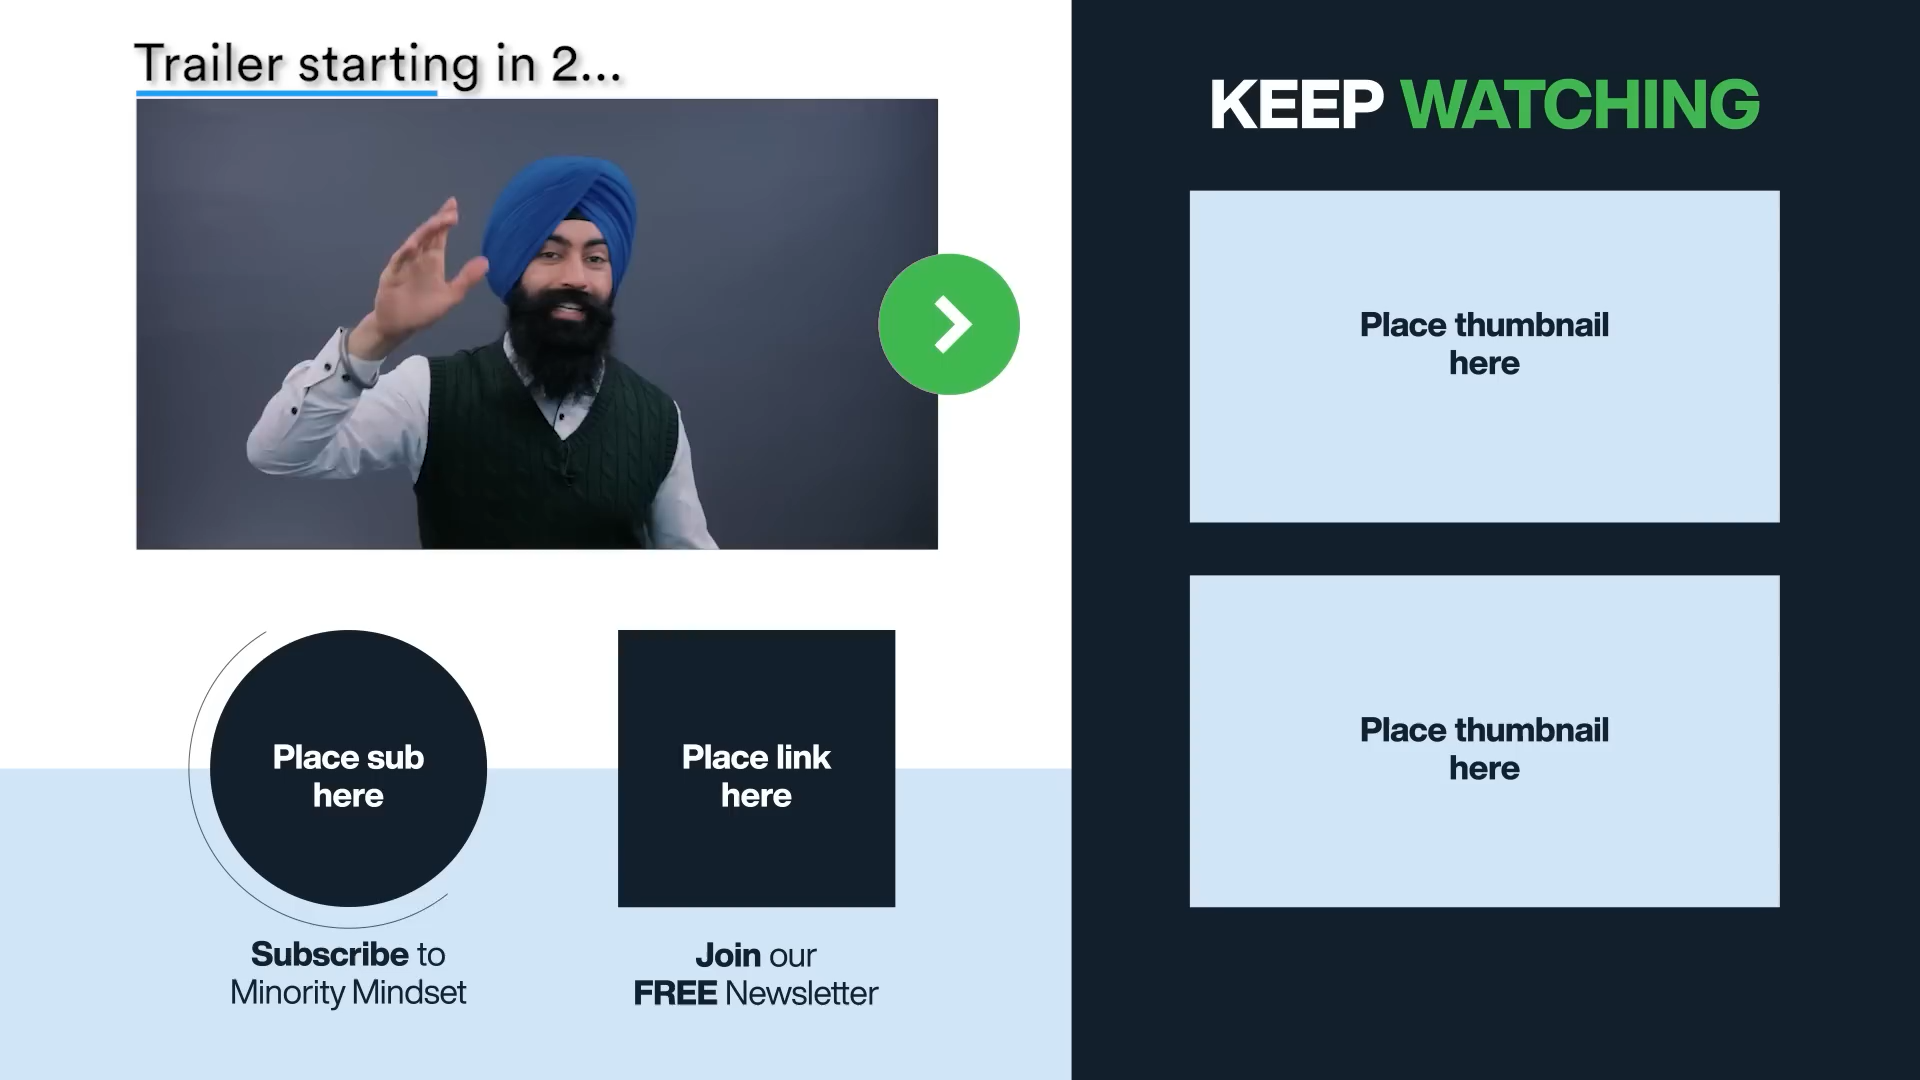 Trailer starting in 2...
KEEP WATCHING
Place thumbnail
here
Place thumbnail
here
Place sub
here
Subscribe to
Minority Mindset
Place link
here
Join our
FREE Newsletter